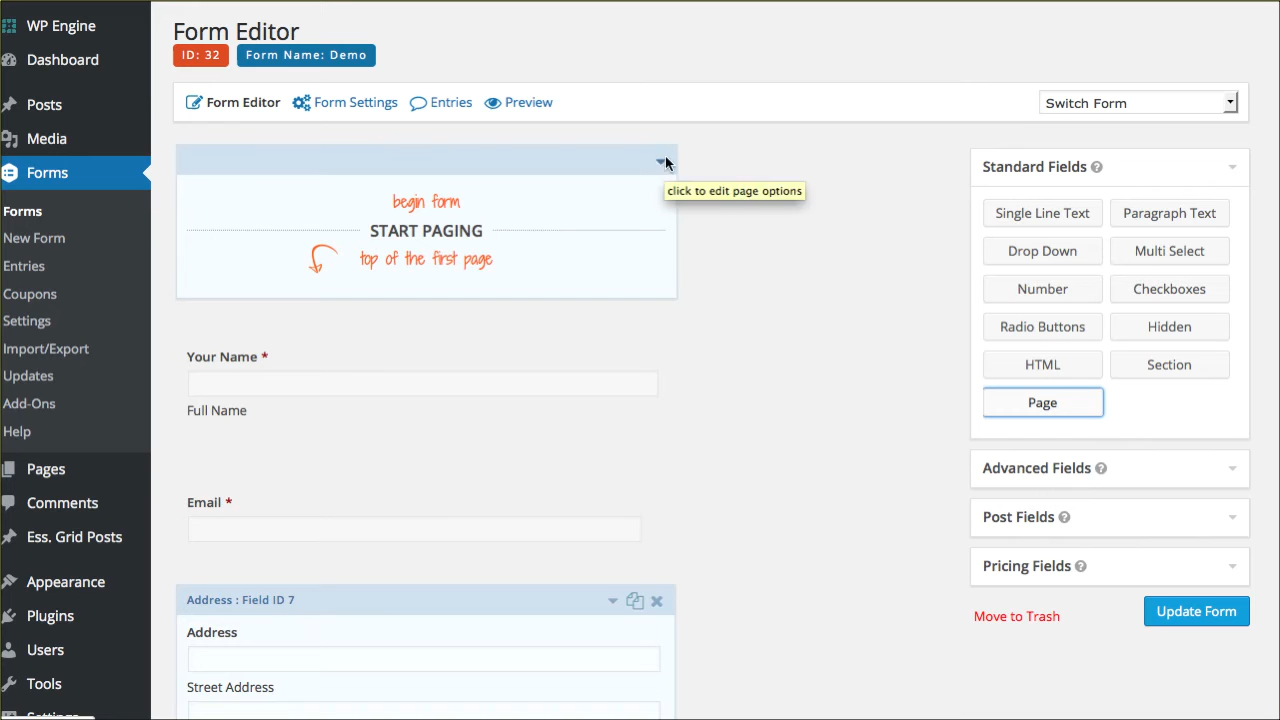 WP Engine
Dashboard
Posts
Media
Forms
Forms
New Form
Entries
Coupons
Settings
Import/Export
Updates
Add-Ons
Help
Pages
Comments
Ess. Grid Posts
Appearance
Plugins
Users
Tools
Settings
Form Editor
ID: 32 Form Name: Demo
Form Editor Form Settings Entries Preview Switch Form
click to edit page options
begin form
START PAGING
top of the first page
Your Name *
Full Name
Email *
Address : Field ID 7
Address
Street Address
Standard Fields ?
Single Line Text Paragraph Text
Drop Down Multi Select
Number Checkboxes
Radio Buttons Hidden
HTML Section
Page
Advanced Fields ?
Post Fields ?
Pricing Fields ?
Move to Trash Update Form